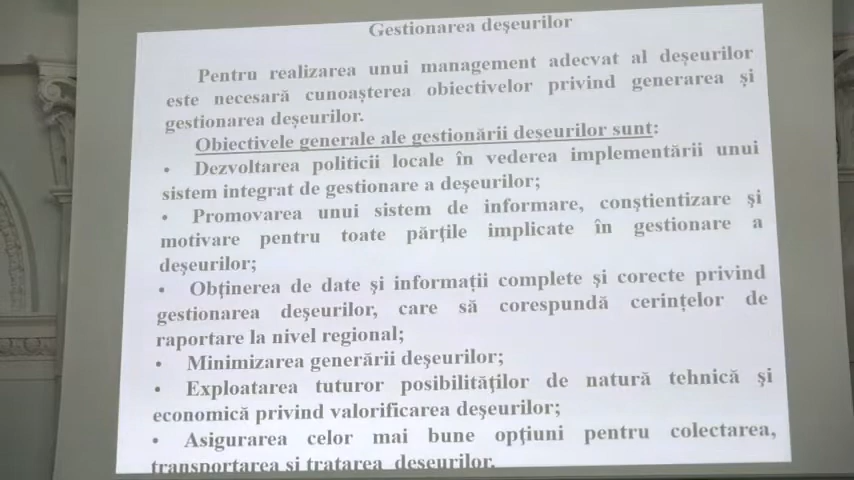 Gestionarea deşeurilor
Pentru realizarea unui management adecvat al deşeurilor
este necesară cunoaşterea obiectivelor privind generarea şi
gestionarea deşeurilor.
Obiectivele generale ale gestionării deşeurilor sunt:
• Dezvoltarea politicii locale în vederea implementării unui
sistem integrat de gestionare a deşeurilor;
• Promovarea unui sistem de informare, conştientizare şi
motivare pentru toate părţile implicate în gestionare a
deşeurilor;
• Obţinerea de date şi informaţii complete şi corecte privind
gestionarea deşeurilor, care să corespundă cerinţelor de
raportare la nivel regional;
• Minimizarea generării deşeurilor;
• Exploatarea tuturor posibilităţilor de natură tehnică şi
economică privind valorificarea deşeurilor;
• Asigurarea celor mai bune opţiuni pentru colectarea,
transportarea şi tratarea deşeurilor.